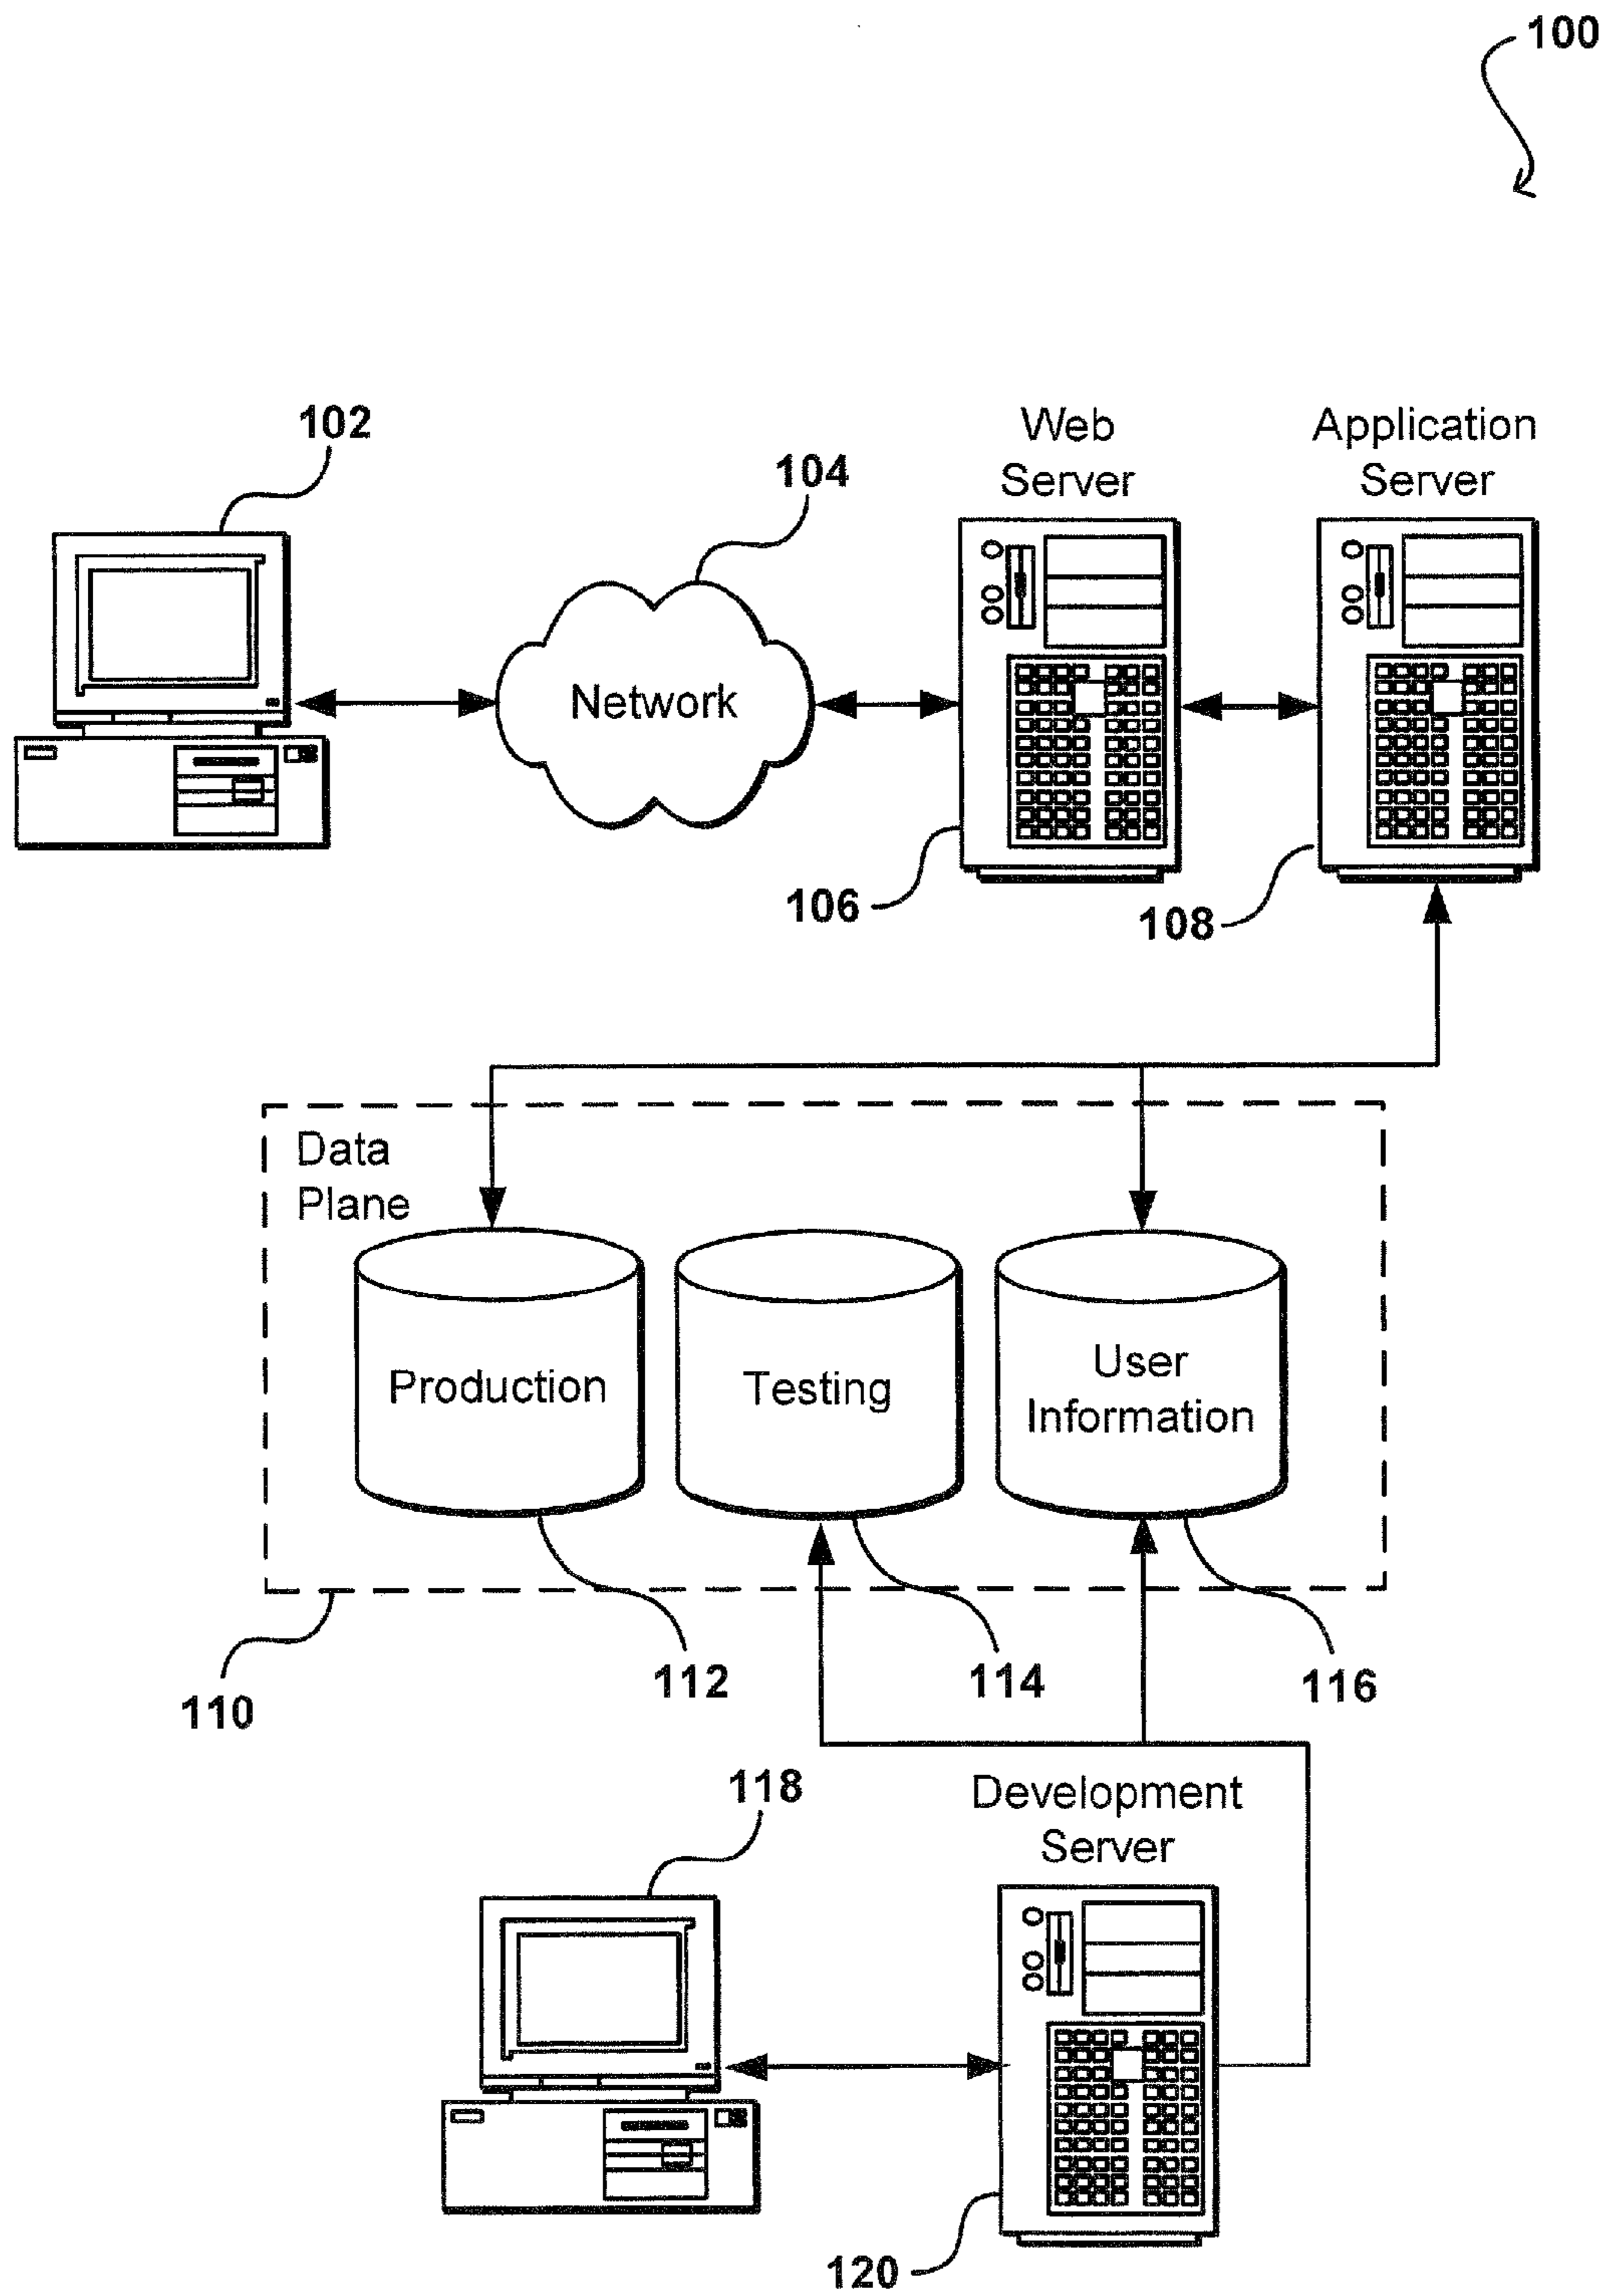 100
102
104
Web
Server
Application
Server
Network
106
108
Data
Plane
Production
Testing
User
Information
110
112
114
116
118
Development
Server
120